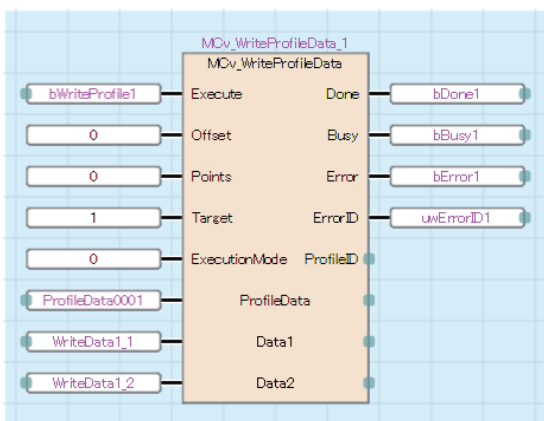 MCv_WriteProfileData_1
MCv_WriteProfileData
bWriteProfile1 Execute Done bDone1
0 Offset Busy bBusy1
0 Points Error bError1
1 Target ErrorID uwErrorID1
0 ExecutionMode ProfileID
ProfileData0001 ProfileData
WriteData1_1 Data1
WriteData1_2 Data2